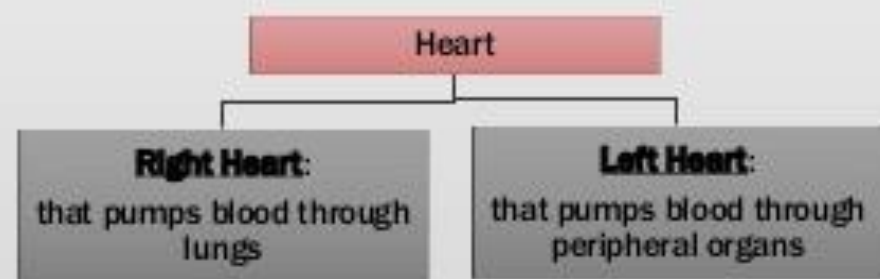 Heart
Right Heart:
that pumps blood through
lungs
Left Heart:
that pumps blood through
peripheral organs